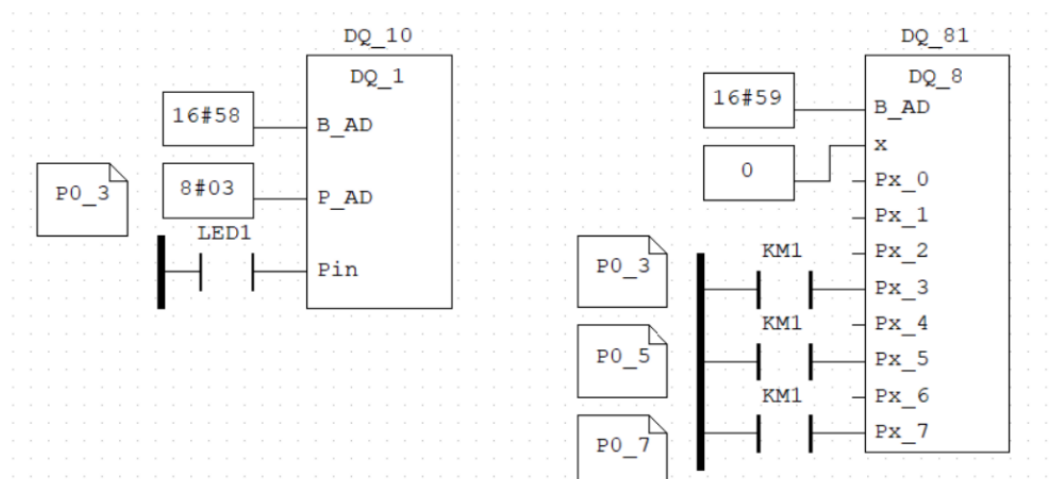 DQ_10
DQ_1
16#58
B_AD
P0_3
8#03
P_AD
LED1
Pin
DQ_81
DQ_8
16#59
B_AD
x
0
Px_0
Px_1
Px_2
P0_3
KM1
Px_3
KM1
Px_4
P0_5
Px_5
KM1
Px_6
P0_7
Px_7